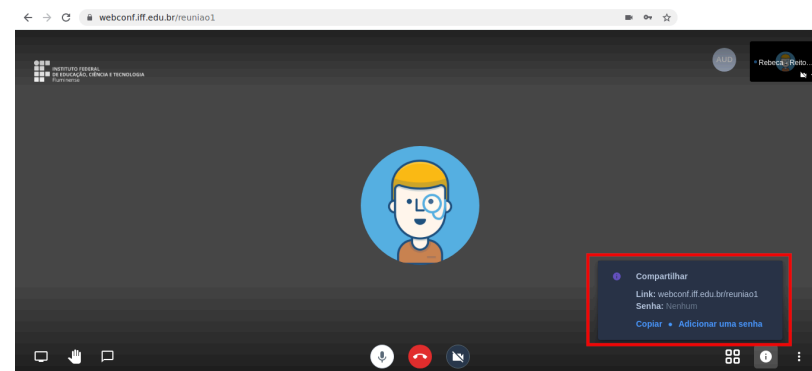 webconf.iff.edu.br/reuniao1
AUD
Rebeca - Reito...
INSTITUTO FEDERAL
DE EDUCAÇÃO, CIÊNCIA E TECNOLOGIA
Fluminense
Compartilhar
Link: webconf.iff.edu.br/reuniao1
Senha: Nenhum
Copiar • Adicionar uma senha